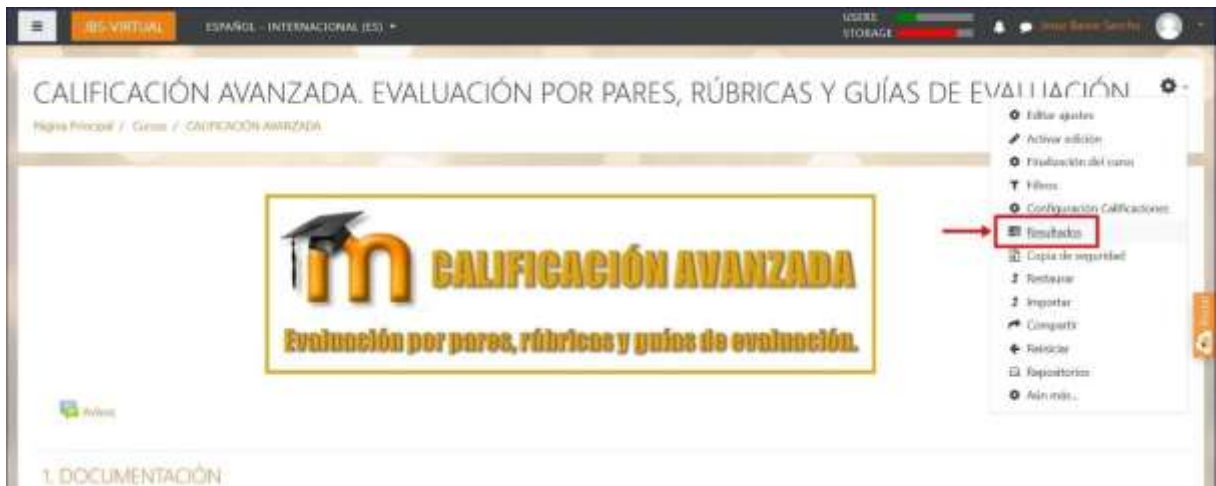 JBS-VIRTUAL
ESPAÑOL - INTERNACIONAL (ES)
USERS
STORAGE
CALIFICACIÓN AVANZADA. EVALUACIÓN POR PARES, RÚBRICAS Y GUÍAS DE EVALUACIÓN
Página Principal / Cursos / CALIFICACIÓN AVANZADA
Editar ajustes
Activar edición
Finalización del curso
Filtros
Configuración Calificaciones
Resultados
Copia de seguridad
Restaurar
Importar
Compartir
Reiniciar
Repositorios
Aún más...
m CALIFICACIÓN AVANZADA
Evaluación por pares, rúbricas y guías de evaluación.
Avisos
1. DOCUMENTACIÓN